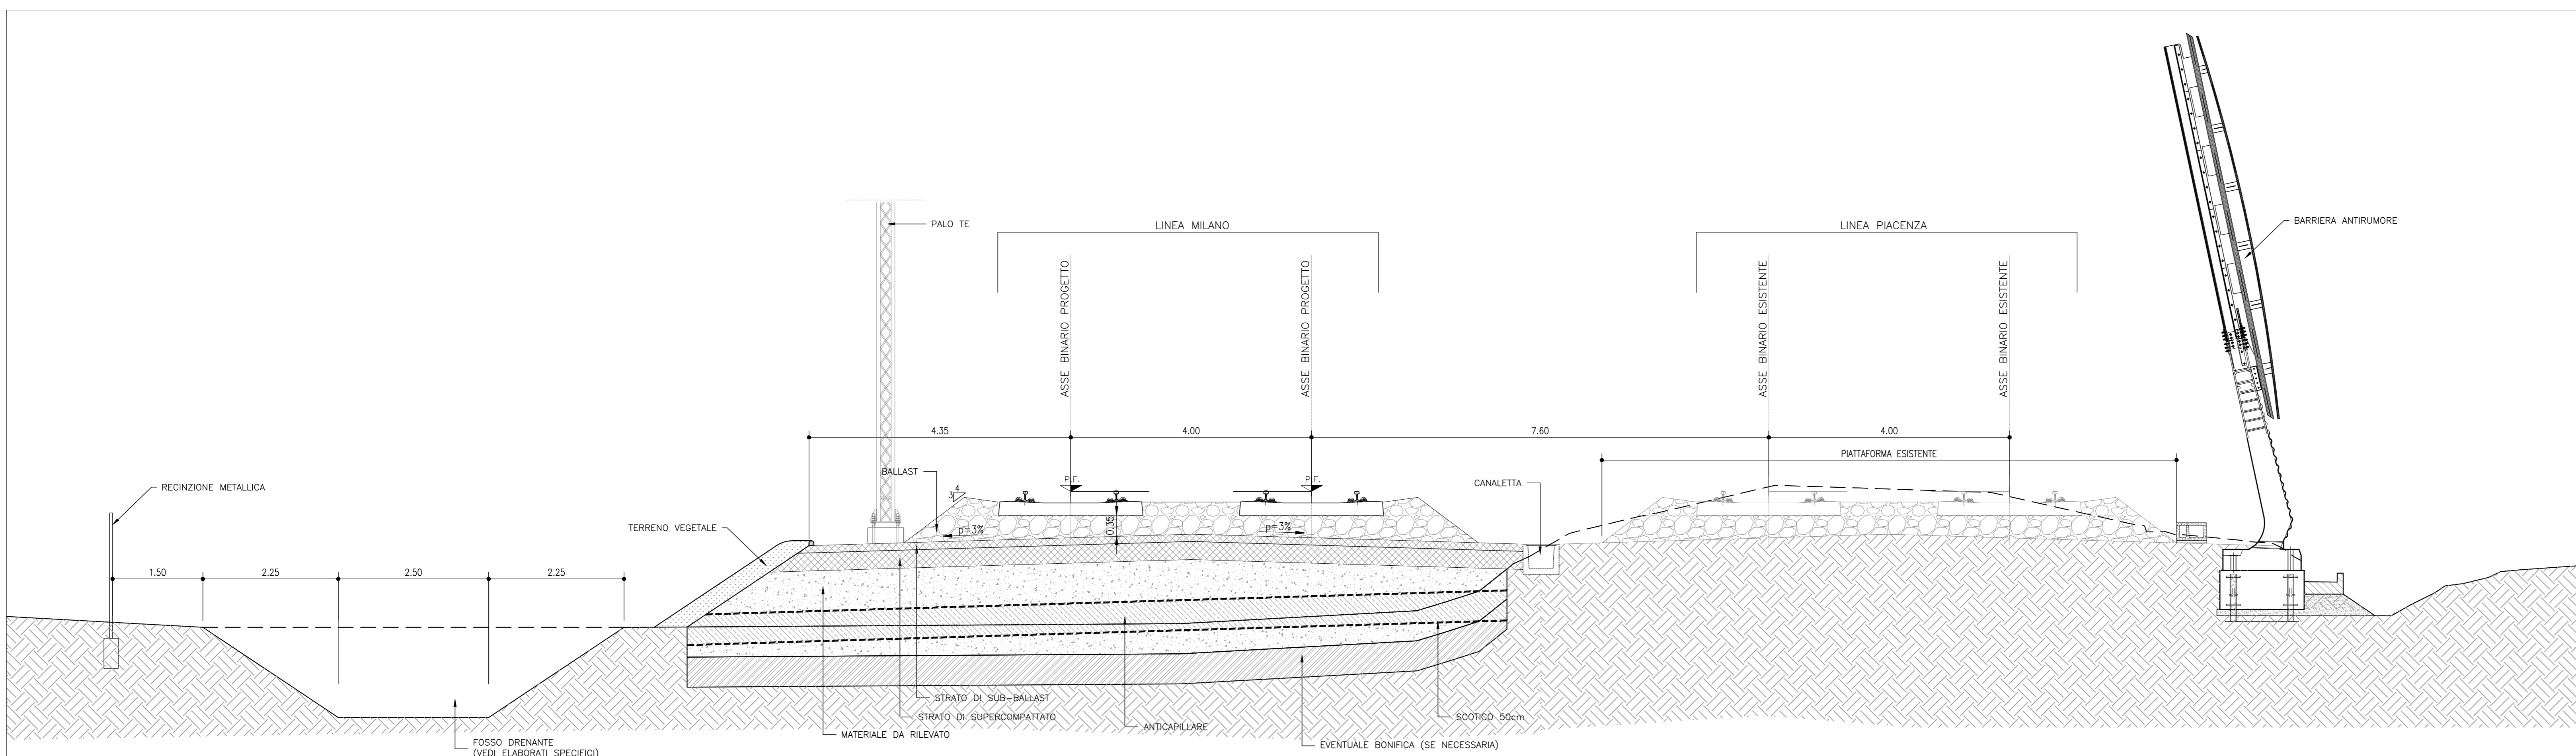 PALO TE
LINEA MILANO
LINEA PIACENZA
BARRIERA ANTIRUMORE
ASSE BINARIO PROGETTO
ASSE BINARIO PROGETTO
ASSE BINARIO ESISTENTE
ASSE BINARIO ESISTENTE
4.35
4.00
7.60
4.00
PIATTAFORMA ESISTENTE
BALLAST
P.F.
P.F.
CANALETTA
RECINZIONE METALLICA
4
3
TERRENO VEGETALE
p=3%
0.35
p=3%
1.50
2.25
2.50
2.25
STRATO DI SUB-BALLAST
STRATO DI SUPERCOMPATTATO
SCOTICO 50cm
ANTICAPILLARE
MATERIALE DA RILEVATO
FOSSO DRENANTE
(VEDI ELABORATI SPECIFICI)
EVENTUALE BONIFICA (SE NECESSARIA)